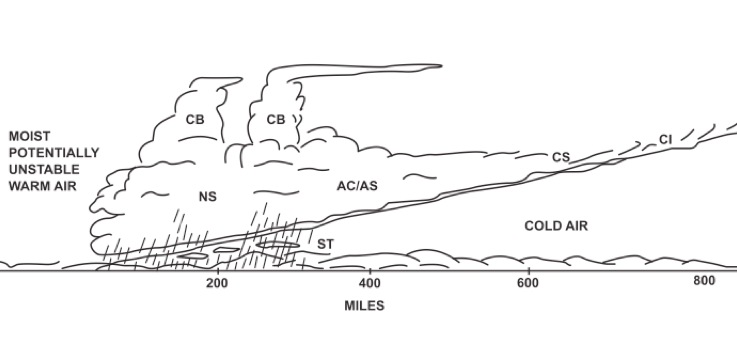 CB
CB
MOIST
POTENTIALLY
UNSTABLE
WARM AIR
CS
CI
NS
AC/AS
COLD AIR
ST
200
400
600
800
MILES